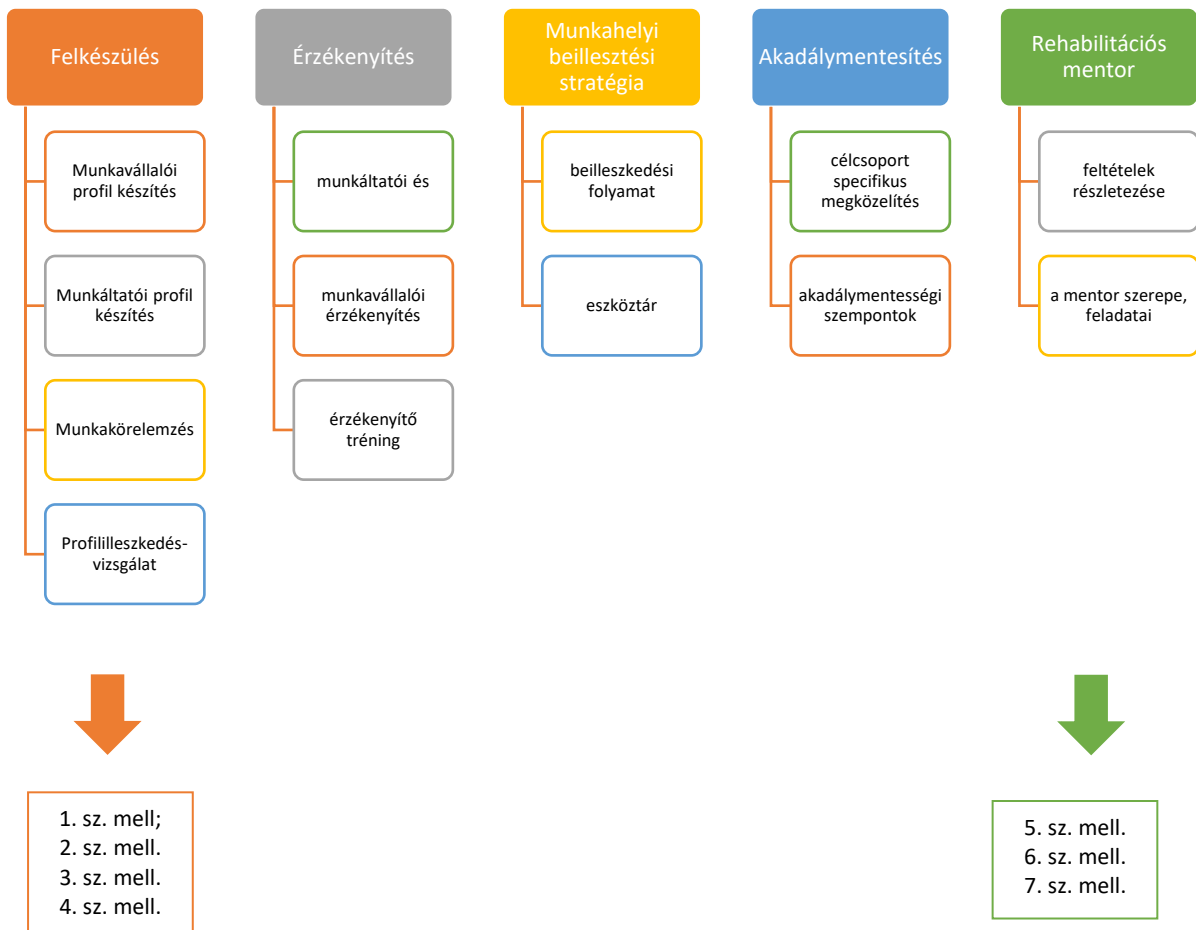 Felkészülés
Munkavállalói
profil készítés
Munkáltatói profil
készítés
Munkakörelemzés
Profililleszkedés-
vizsgálat
1. sz. mell;
2. sz. mell.
3. sz. mell.
4. sz. mell.
Érzékenyítés
munkáltatói és
munkavállalói
érzékenyítés
érzékenyítő
tréning
Munkahelyi
beillesztési
stratégia
beilleszkedési
folyamat
eszköztár
Akadálymentesítés
célcsoport
specifikus
megközelítés
akadálymentességi
szempontok
Rehabilitációs
mentor
feltételek
részletezése
a mentor szerepe,
feladatai
5. sz. mell.
6. sz. mell.
7. sz. mell.